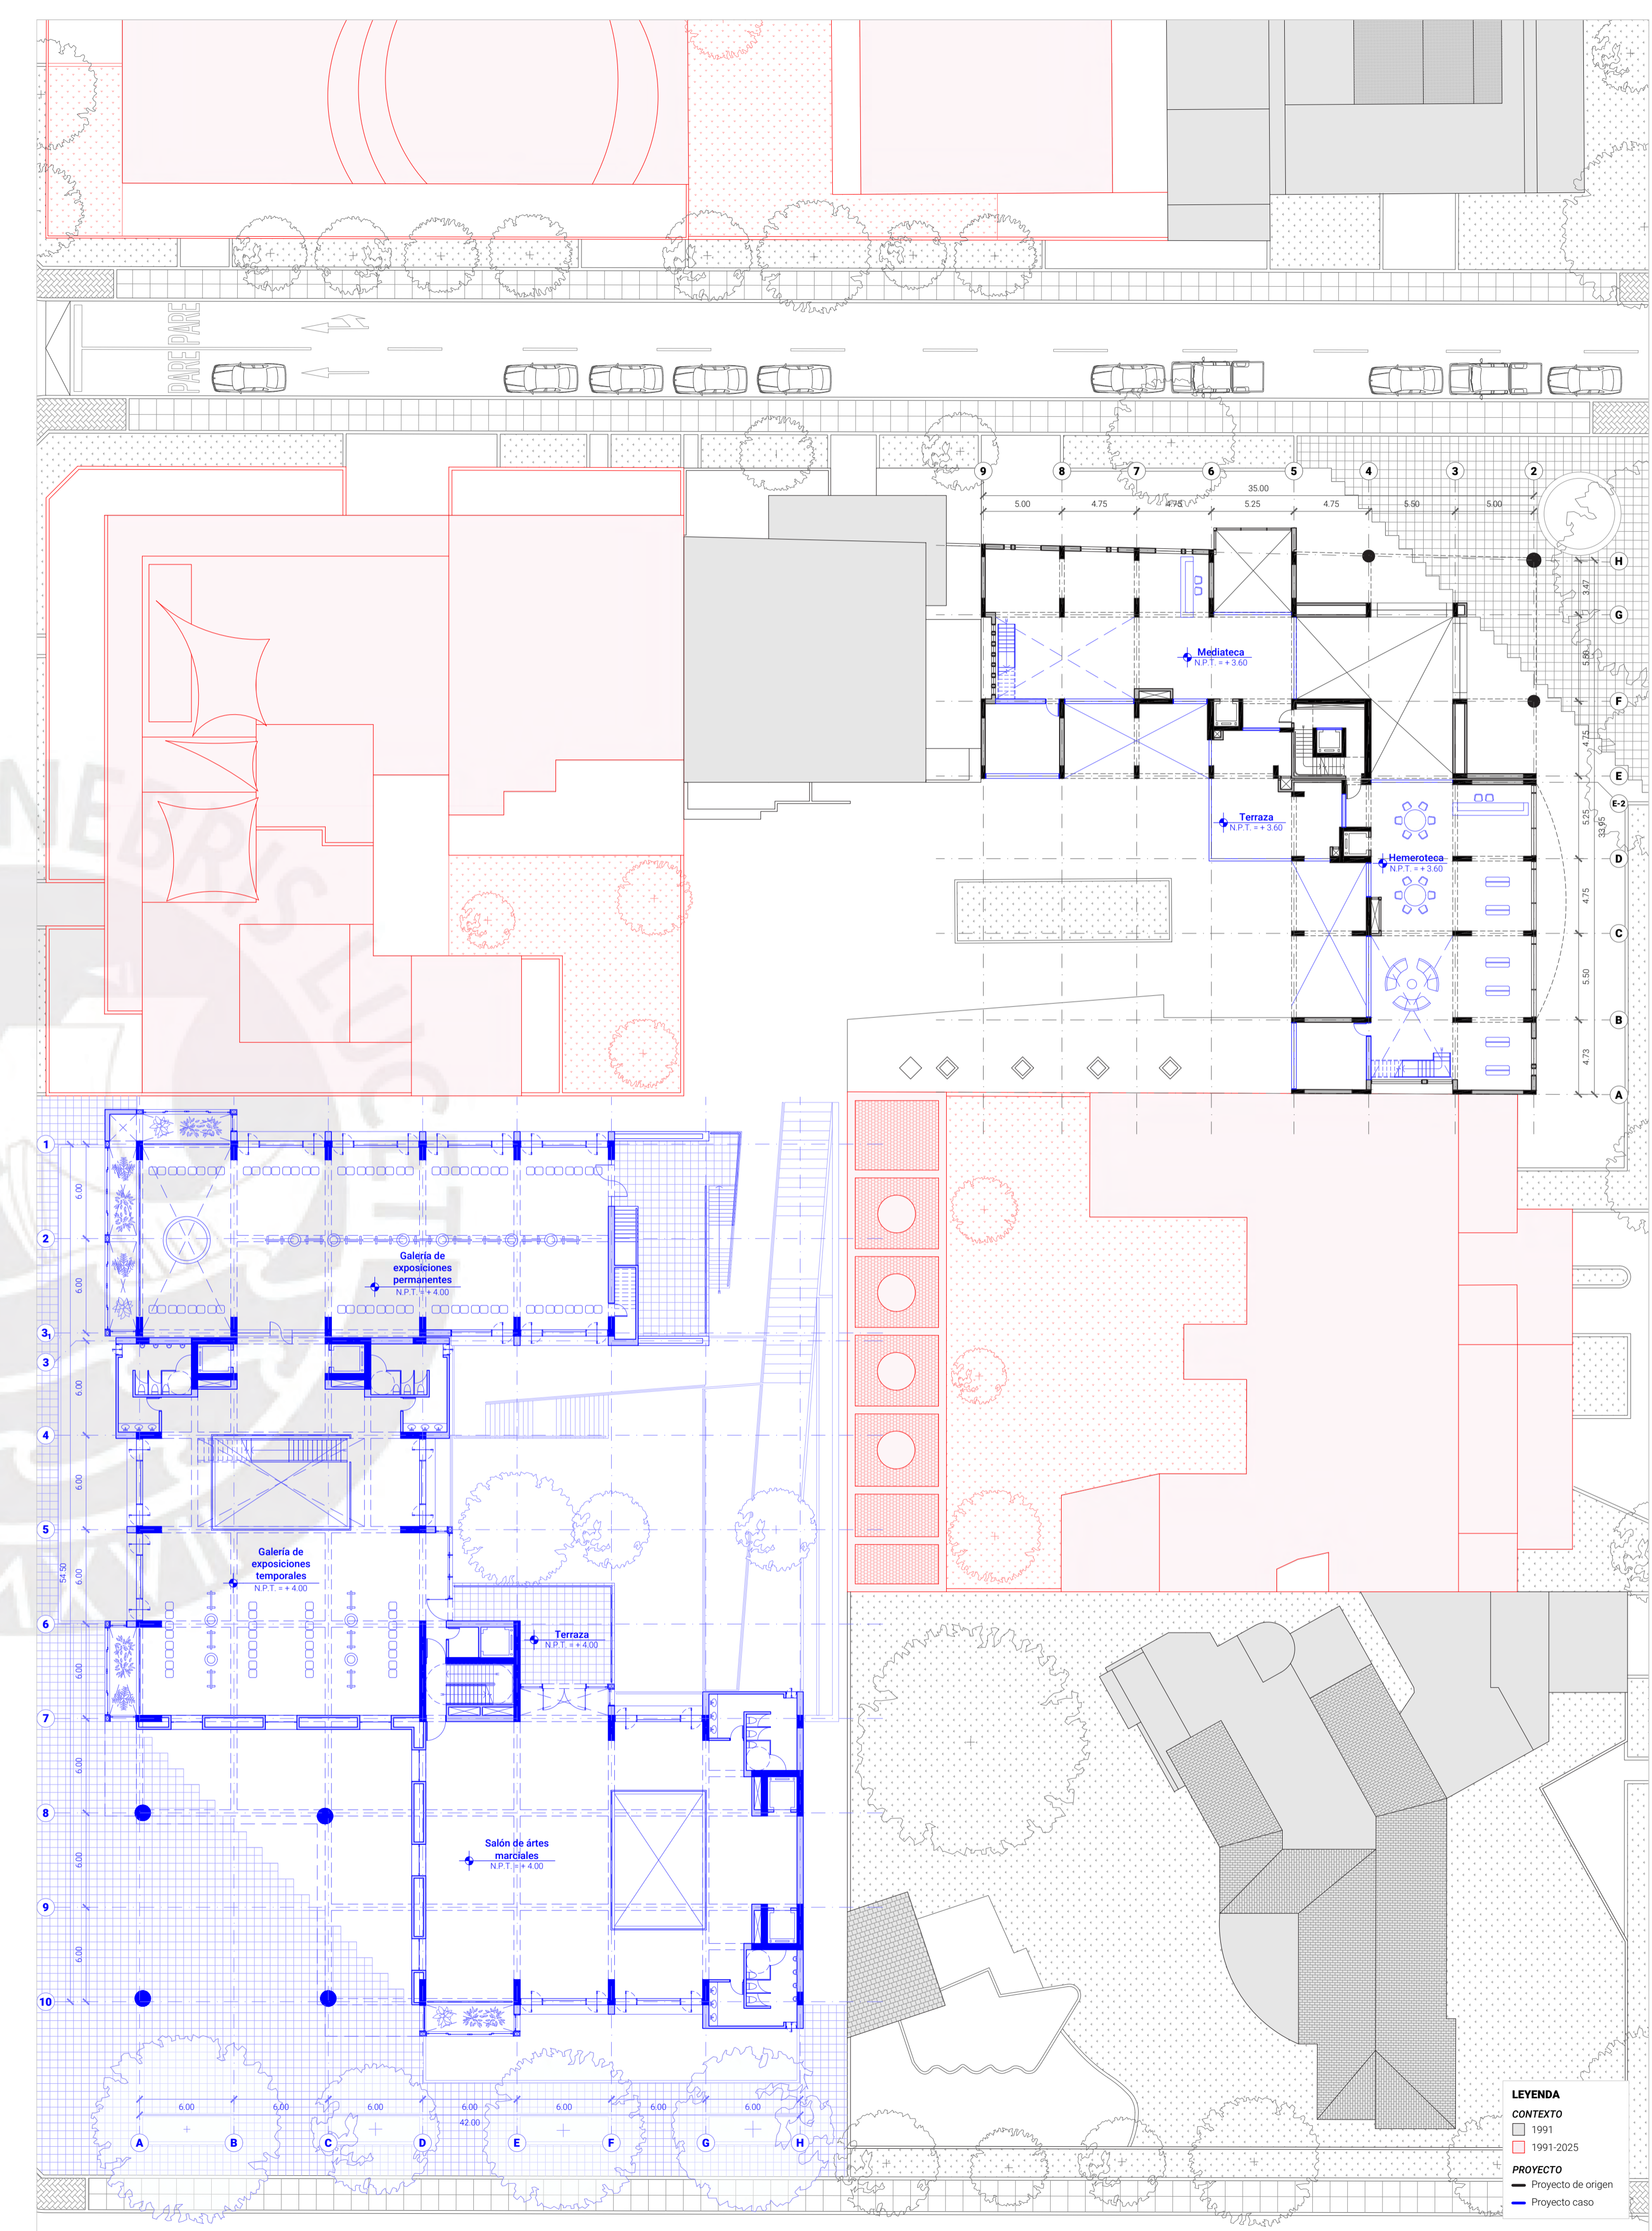 PARE PARE
9 8 7 6 5 4 3 2
35.00
5.00 4.75 4.75 5.25 4.75 5.50 5.00
H
3.47
G
5.50
Mediateca
N.P.T. = + 3.60
F
4.75
E
E-2
Terraza
N.P.T. = + 3.60
5.25
33.95
D
Hemeroteca
N.P.T. = + 3.60
4.75
C
5.50
B
4.73
A
1
6.00
2
Galería de
exposiciones
permanentes
N.P.T. = + 4.00
6.00
3₁
3
6.00
4
6.00
5
Galería de
exposiciones
temporales
N.P.T. = + 4.00
54.50
6.00
6
Terraza
N.P.T. = + 4.00
6.00
7
6.00
8
Salón de ártes
marciales
N.P.T. = + 4.00
6.00
9
6.00
10
6.00 6.00 6.00 6.00 6.00 6.00 6.00
42.00
A B C D E F G H
LEYENDA
CONTEXTO
1991
1991-2025
PROYECTO
Proyecto de origen
Proyecto caso